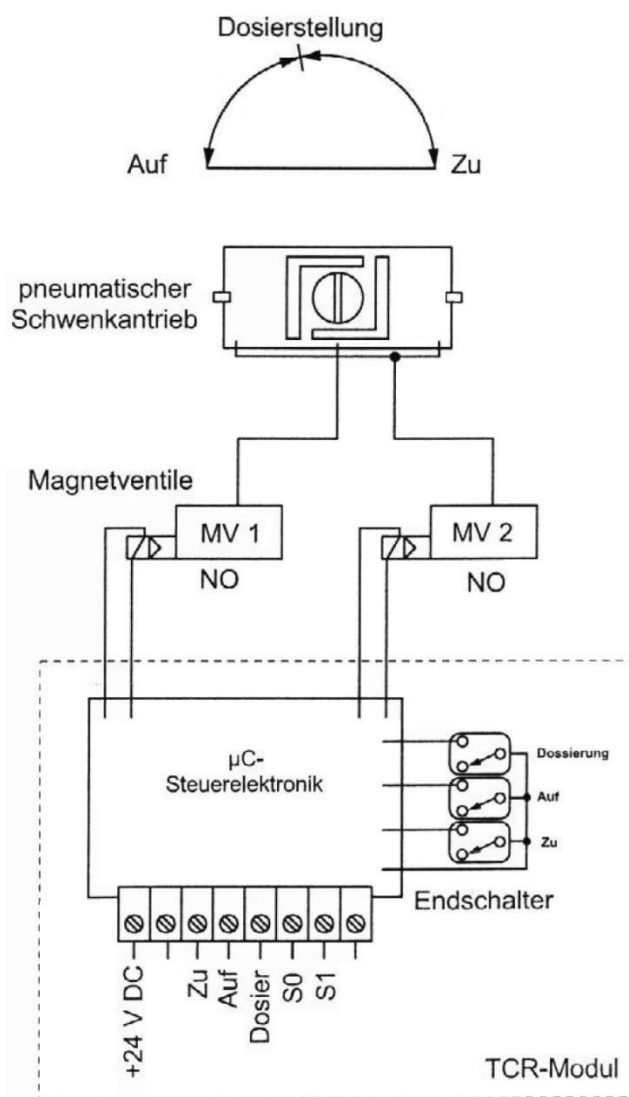 Dosierstellung
Auf
Zu
pneumatischer
Schwenkantrieb
Magnetventile
MV 1
MV 2
NO
NO
µC-
Steuerelektronik
Dossierung
Auf
Zu
Endschalter
+24 V DC
Zu
Auf
Dosier
S0
S1
TCR-Modul